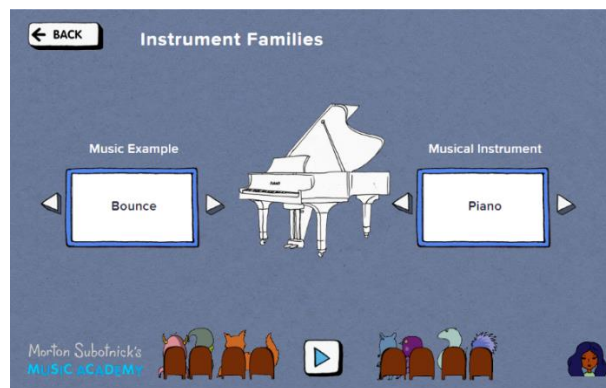 BACK
Instrument Families
Music Example
Musical Instrument
Bounce
Piano
Morton Subotnick's
MUSIC ACADEMY